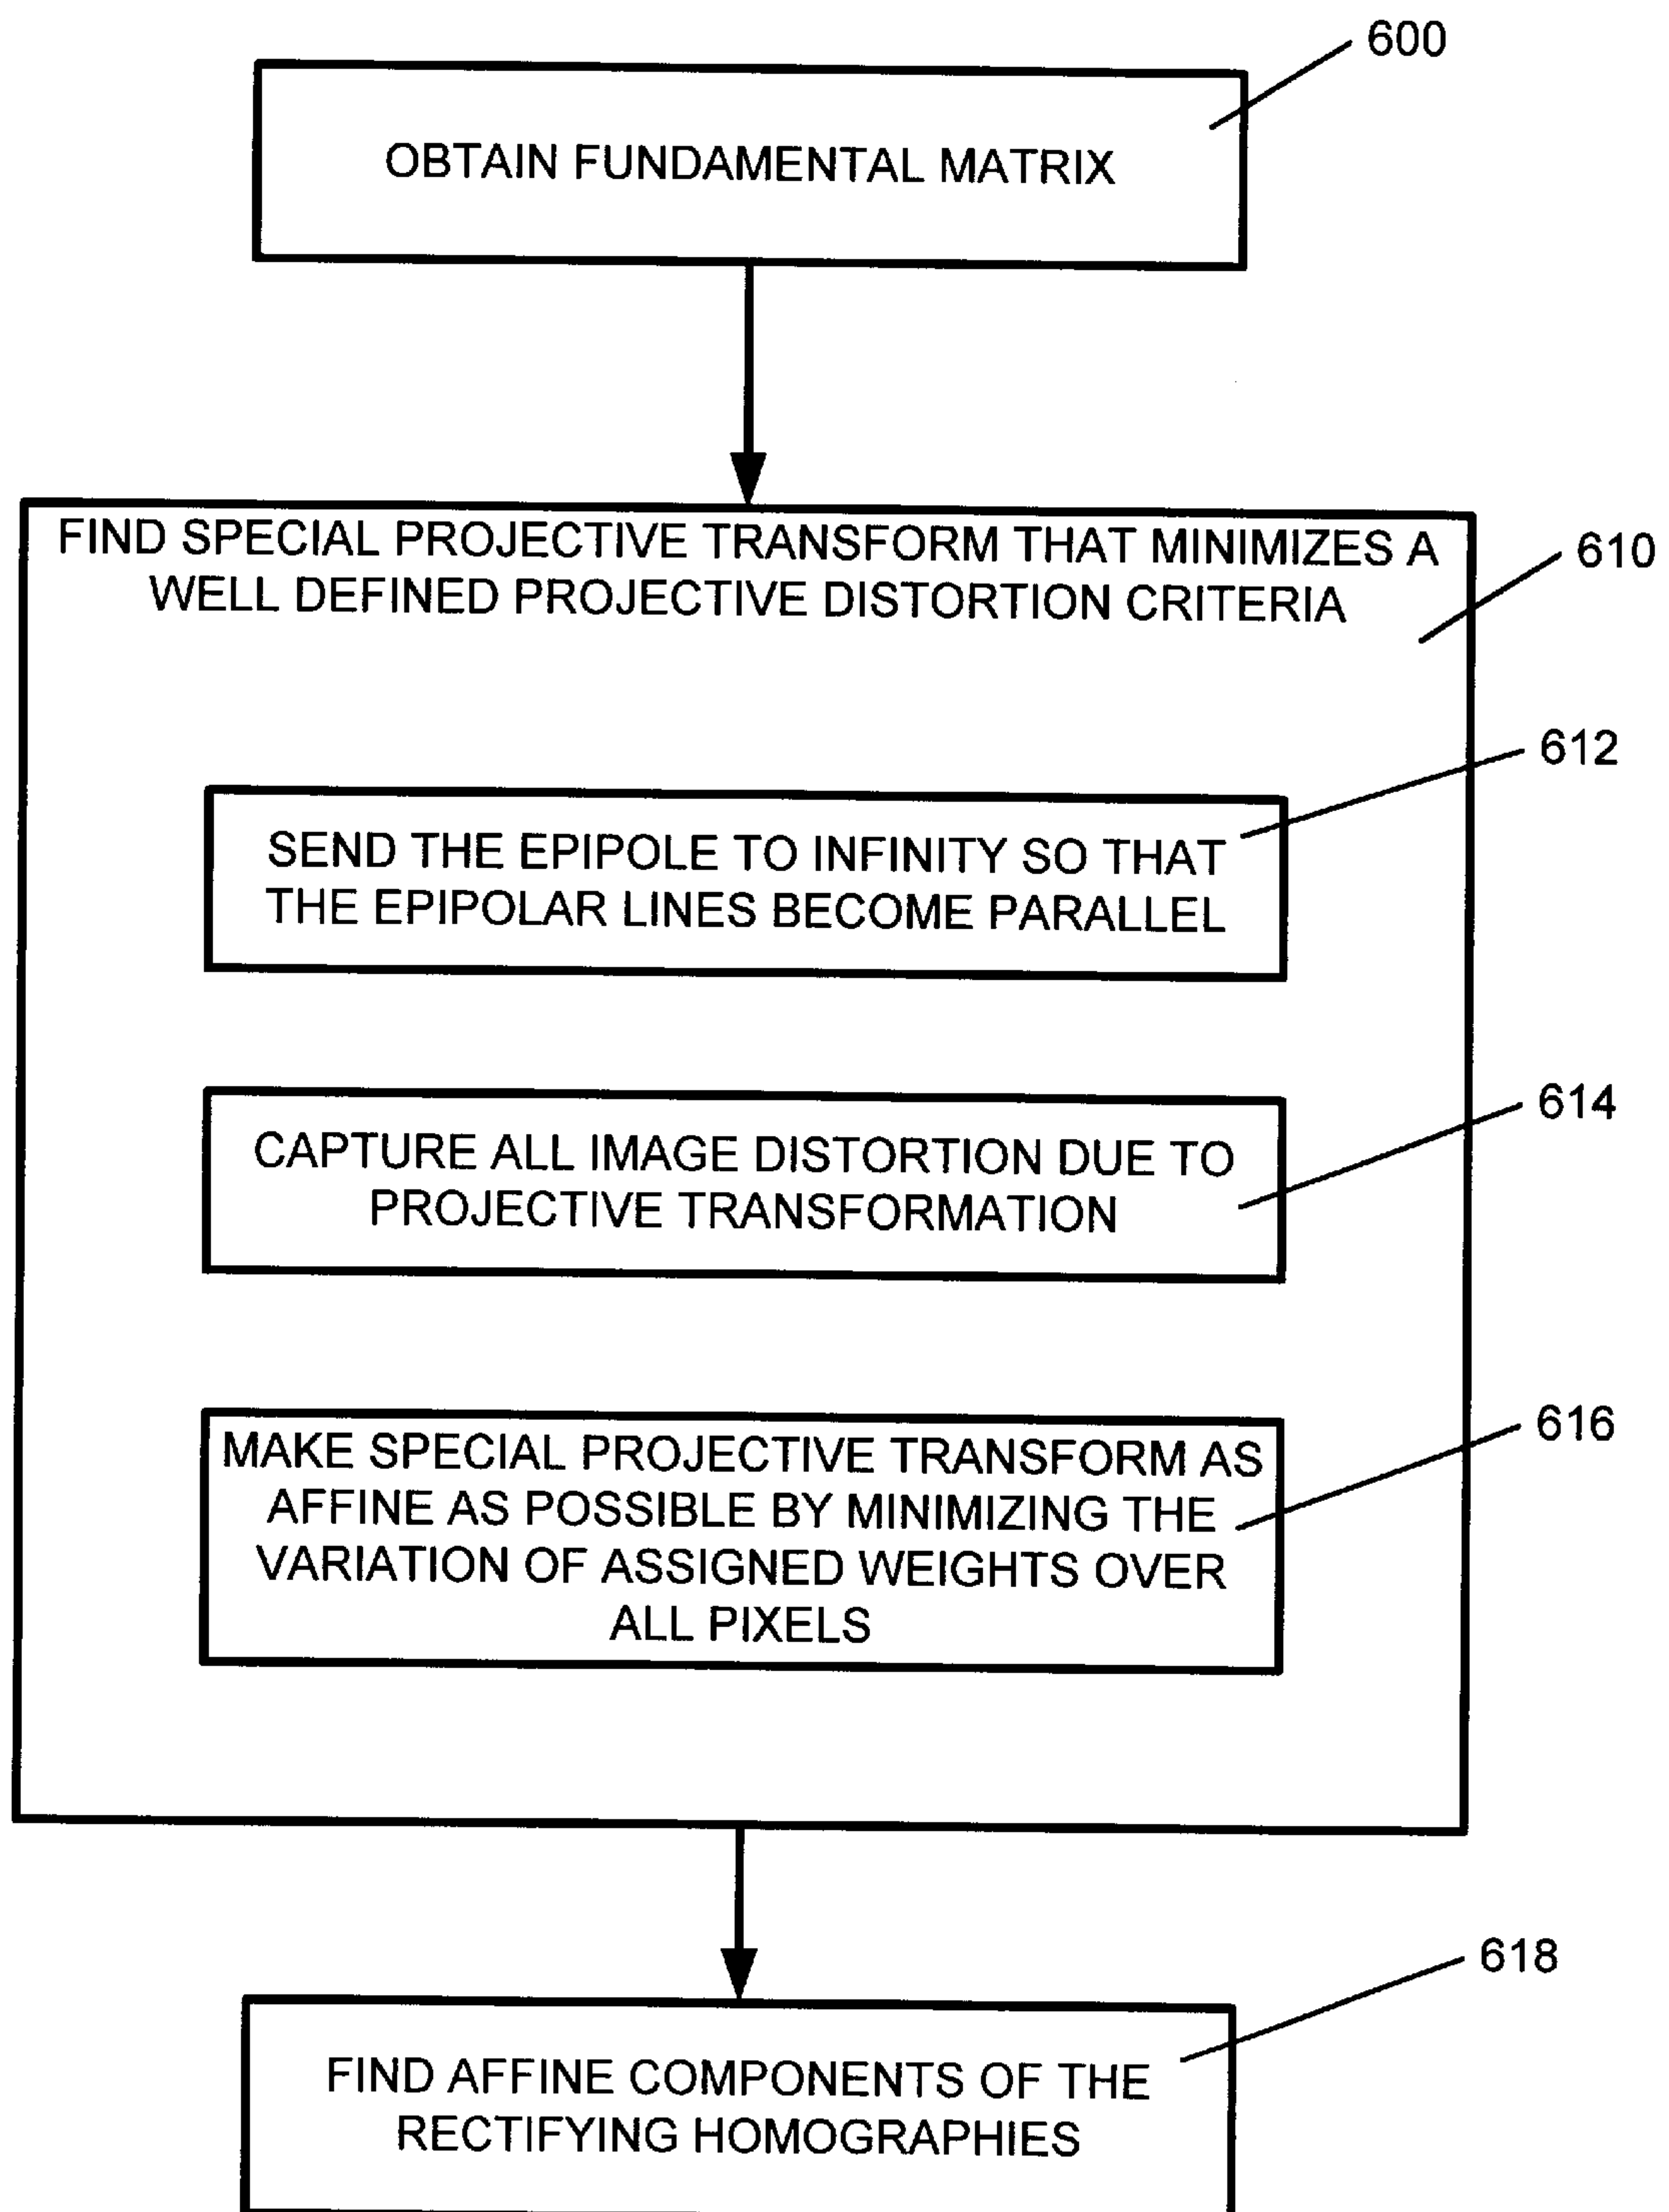 600
OBTAIN FUNDAMENTAL MATRIX
FIND SPECIAL PROJECTIVE TRANSFORM THAT MINIMIZES A
WELL DEFINED PROJECTIVE DISTORTION CRITERIA
610
612
SEND THE EPIPOLE TO INFINITY SO THAT
THE EPIPOLAR LINES BECOME PARALLEL
614
CAPTURE ALL IMAGE DISTORTION DUE TO
PROJECTIVE TRANSFORMATION
616
MAKE SPECIAL PROJECTIVE TRANSFORM AS
AFFINE AS POSSIBLE BY MINIMIZING THE
VARIATION OF ASSIGNED WEIGHTS OVER
ALL PIXELS
618
FIND AFFINE COMPONENTS OF THE
RECTIFYING HOMOGRAPHIES